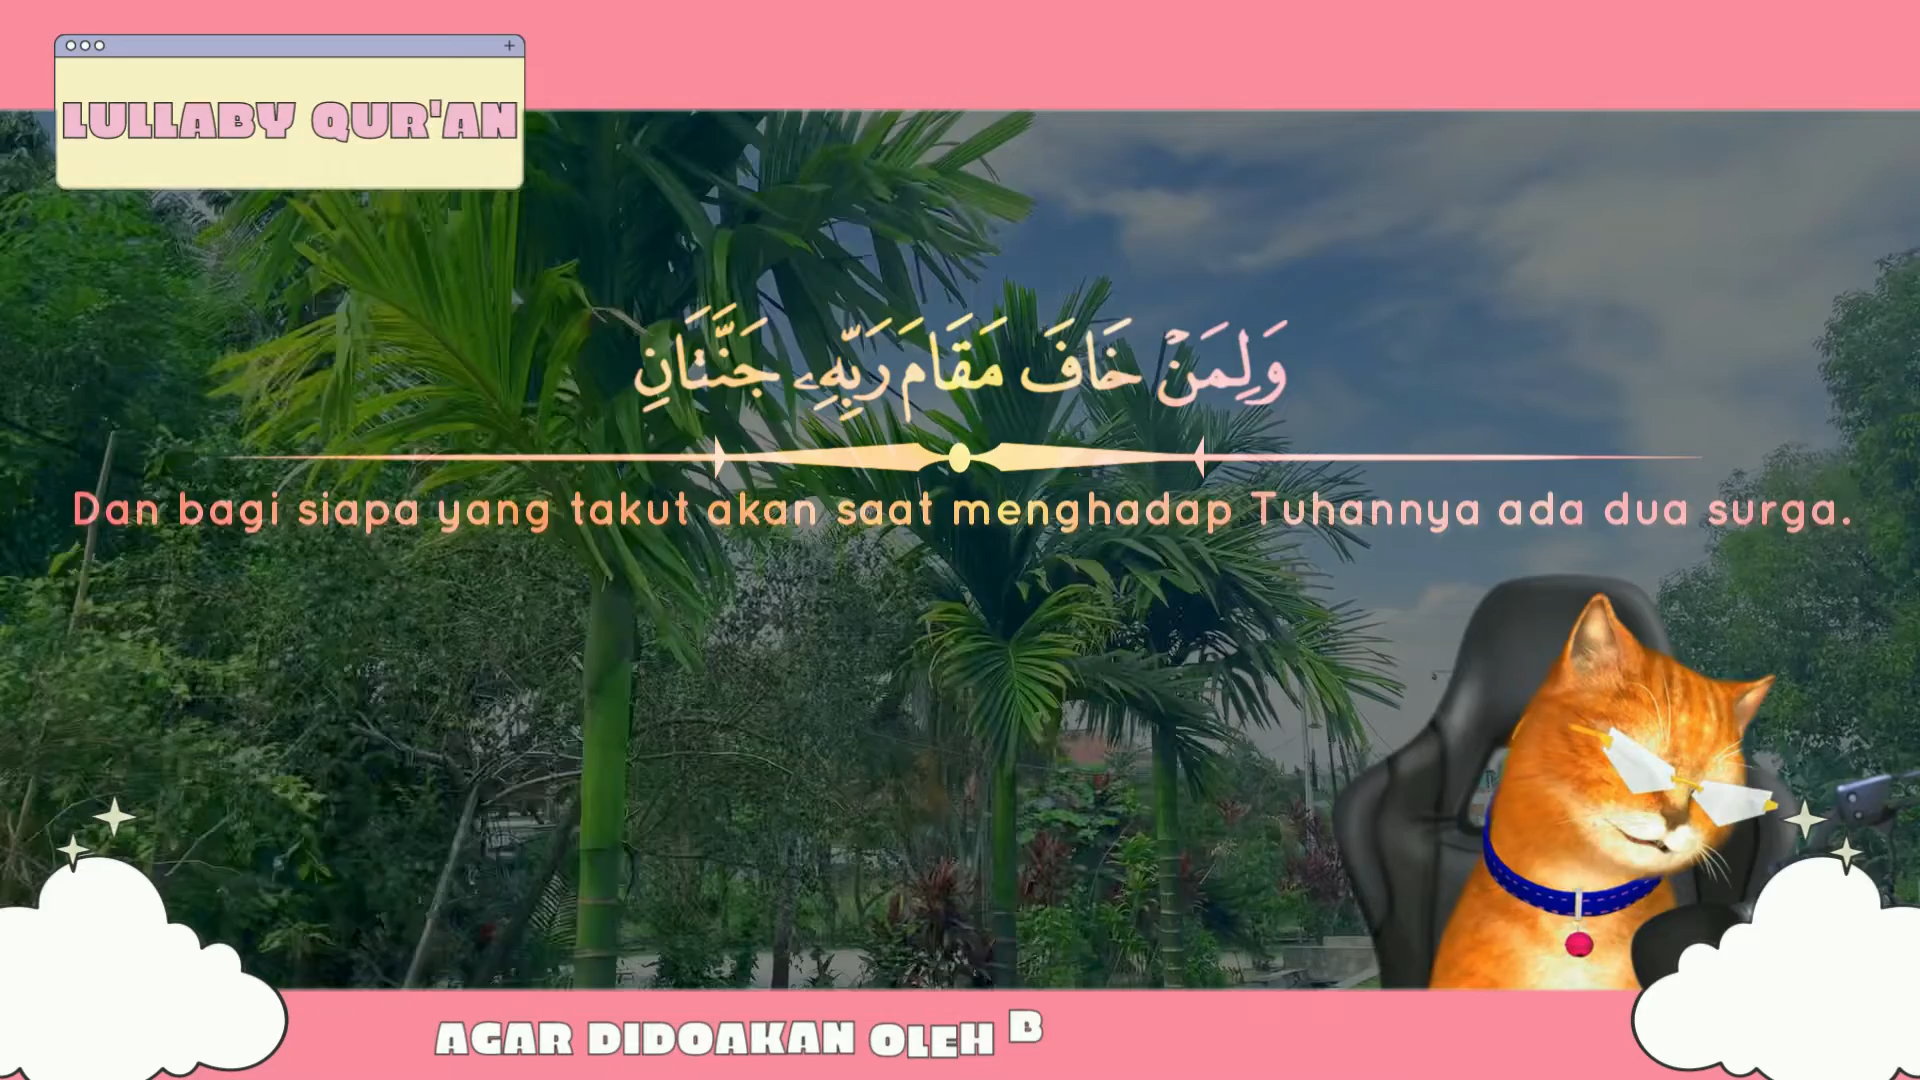 LULLABY QUR'AN
وَلِمَنْ خَافَ مَقَامَ رَبِّهِۦ جَنَّتَانِ
Dan bagi siapa yang takut akan saat menghadap Tuhannya ada dua surga.
AGAR DIDOAKAN OLEH B